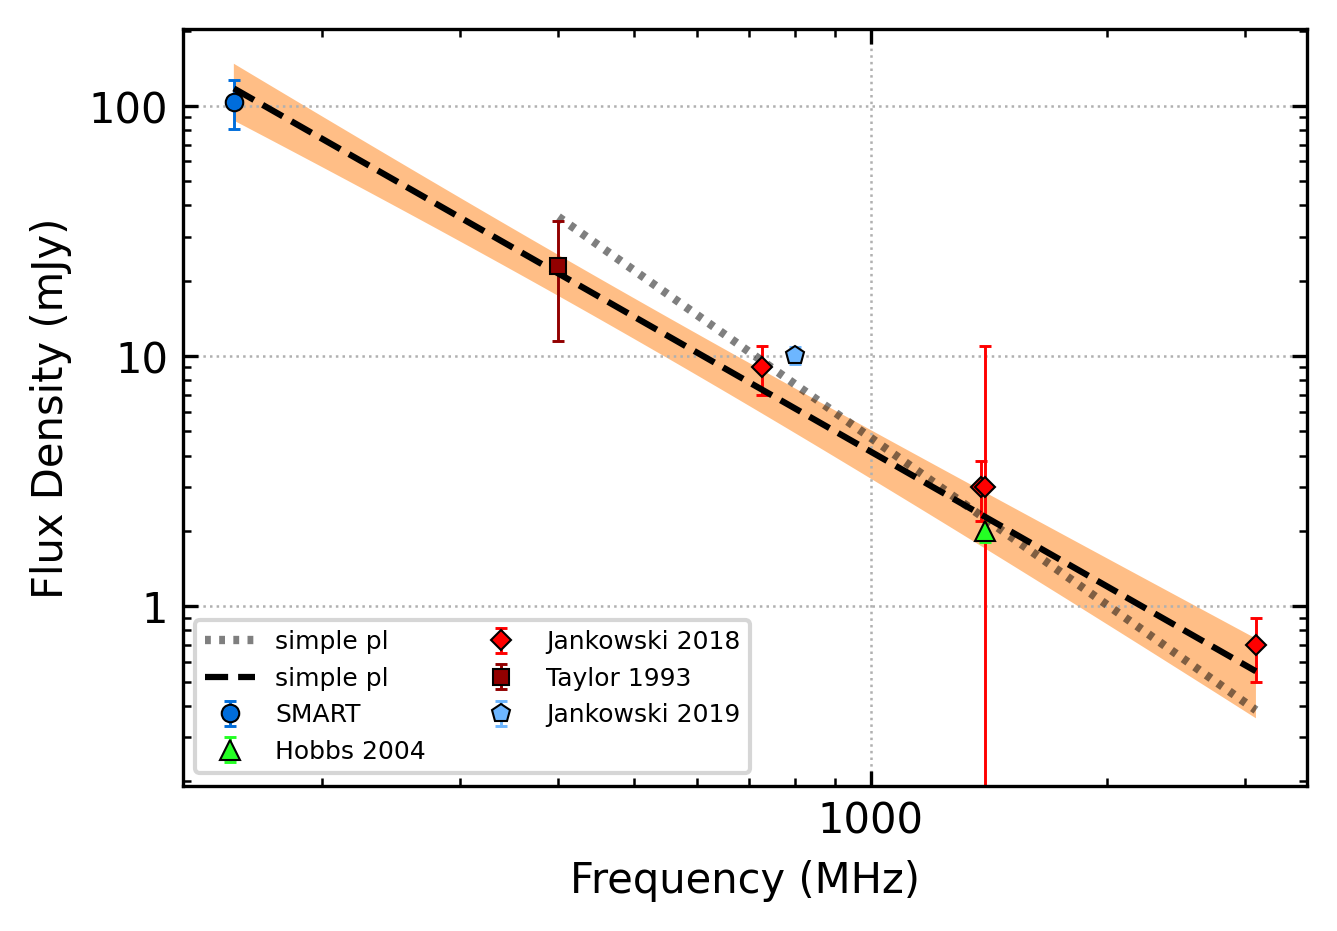 100
10
1
Flux Density (mJy)
simple pl
simple pl
SMART
Hobbs 2004
Jankowski 2018
Taylor 1993
Jankowski 2019
1000
Frequency (MHz)